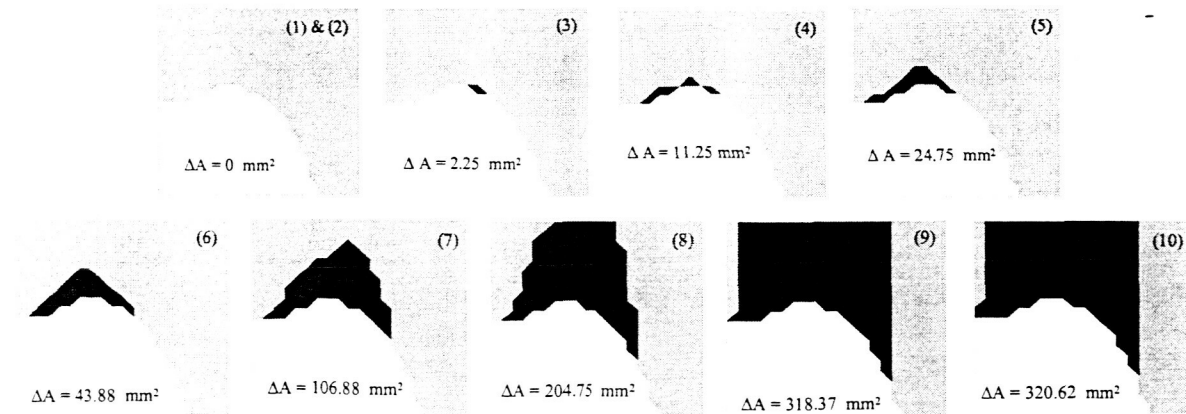 (1) & (2)
ΔA = 0 mm²
(3)
Δ A = 2.25 mm²
(4)
Δ A = 11.25 mm²
(5)
Δ A = 24.75 mm²
(6)
ΔA = 43.88 mm²
(7)
ΔA = 106.88 mm²
(8)
ΔA = 204.75 mm²
(9)
ΔA = 318.37 mm²
(10)
ΔA = 320.62 mm²